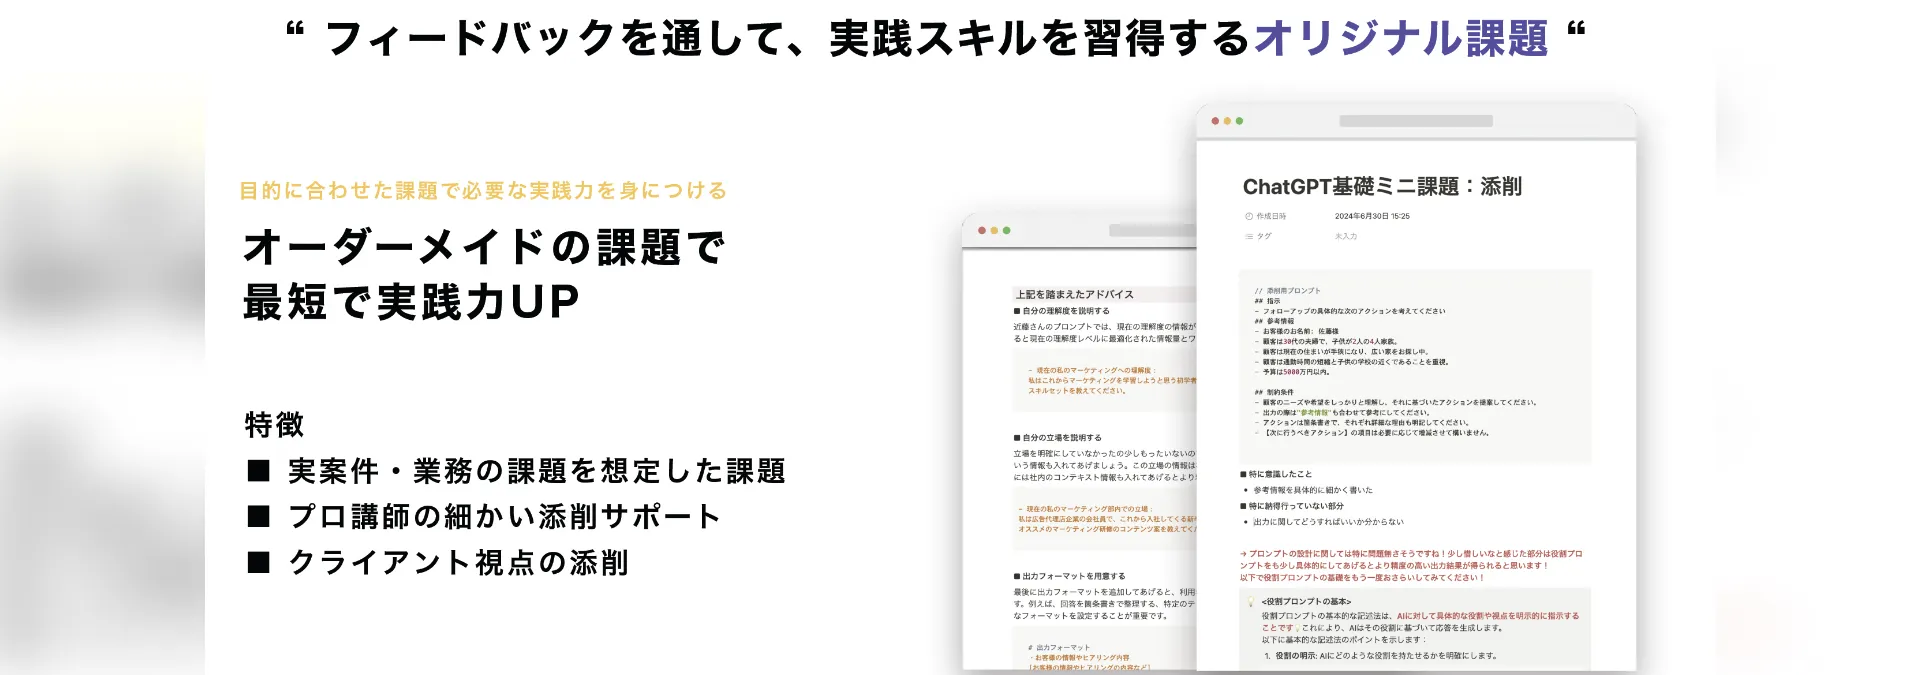 “ フィードバックを通して、実践スキルを習得するオリジナル課題 “
目的に合わせた課題で必要な実践力を身につける
オーダーメイドの課題で
最短で実践力UP
特徴
■ 実案件・業務の課題を想定した課題
■ プロ講師の細かい添削サポート
■ クライアント視点の添削
上記を踏まえたアドバイス
■ 自分の理解度を説明する
近藤さんのプロンプトでは、現在の理解度の情報が
ると現在の理解度レベルに最適化された情報量とワ
- 現在の私のマーケティングへの理解度：
私はこれからマーケティングを学習しようと思う初学者
スキルセットを教えてください。
■ 自分の立場を説明する
立場を明確にしていなかったの少しもったいないの
いう情報も入れてあげましょう。この立場の情報は
には社内のコンテキスト情報も入れてあげるとより
- 現在の私のマーケティング部内での立場：
私は広告代理店企業の会社員で、これから入社してくる新
オススメのマーケティング研修のコンテンツ案を教えてく
■ 出力フォーマットを用意する
最後に出力フォーマットを追加してあげると、利用
す。例えば、回答を箇条書きで整理する、特定のテ
なフォーマットを設定することが重要です。
# 出力フォーマット
- お客様の情報やヒアリング内容
[お客様の情報やヒアリングの内容など]
ChatGPT基礎ミニ課題：添削
作成日時 2024年6月30日 15:25
タグ 未入力
// 添削用プロンプト
## 指示
- フォローアップの具体的な次のアクションを考えてください
## 参考情報
- お客様のお名前: 佐藤様
- 顧客は30代の夫婦で、子供が2人の4人家族。
- 顧客は現在の住まいが手狭になり、広い家をお探し中。
- 顧客は通勤時間の短縮と子供の学校の近くであることを重視。
- 予算は5000万円以内。
## 制約条件
- 顧客のニーズや希望をしっかりと理解し、それに基づいたアクションを提案してください。
- 出力の際は"参考情報"も合わせて参考にしてください。
- アクションは箇条書きで、それぞれ詳細な理由も明記してください。
- 【次に行うべきアクション】の項目は必要に応じて増減させて構いません。
■ 特に意識したこと
• 参考情報を具体的に細かく書いた
■ 特に納得行っていない部分
• 出力に関してどうすればいいか分からない
→ プロンプトの設計に関しては特に問題無さそうですね！少し惜しいなと感じた部分は役割プロ
ンプトをも少し具体的にしてあげるとより精度の高い出力結果が得られると思います！
以下で役割プロンプトの基礎をもう一度おさらいしてみてください！
<役割プロンプトの基本>
役割プロンプトの基本的な記述法は、AIに対して具体的な役割や視点を明示的に指示する
ことです。これにより、AIはその役割に基づいて応答を生成します。
以下に基本的な記述法のポイントを示します：
1. 役割の明示: AIにどのような役割を持たせるかを明確にします。